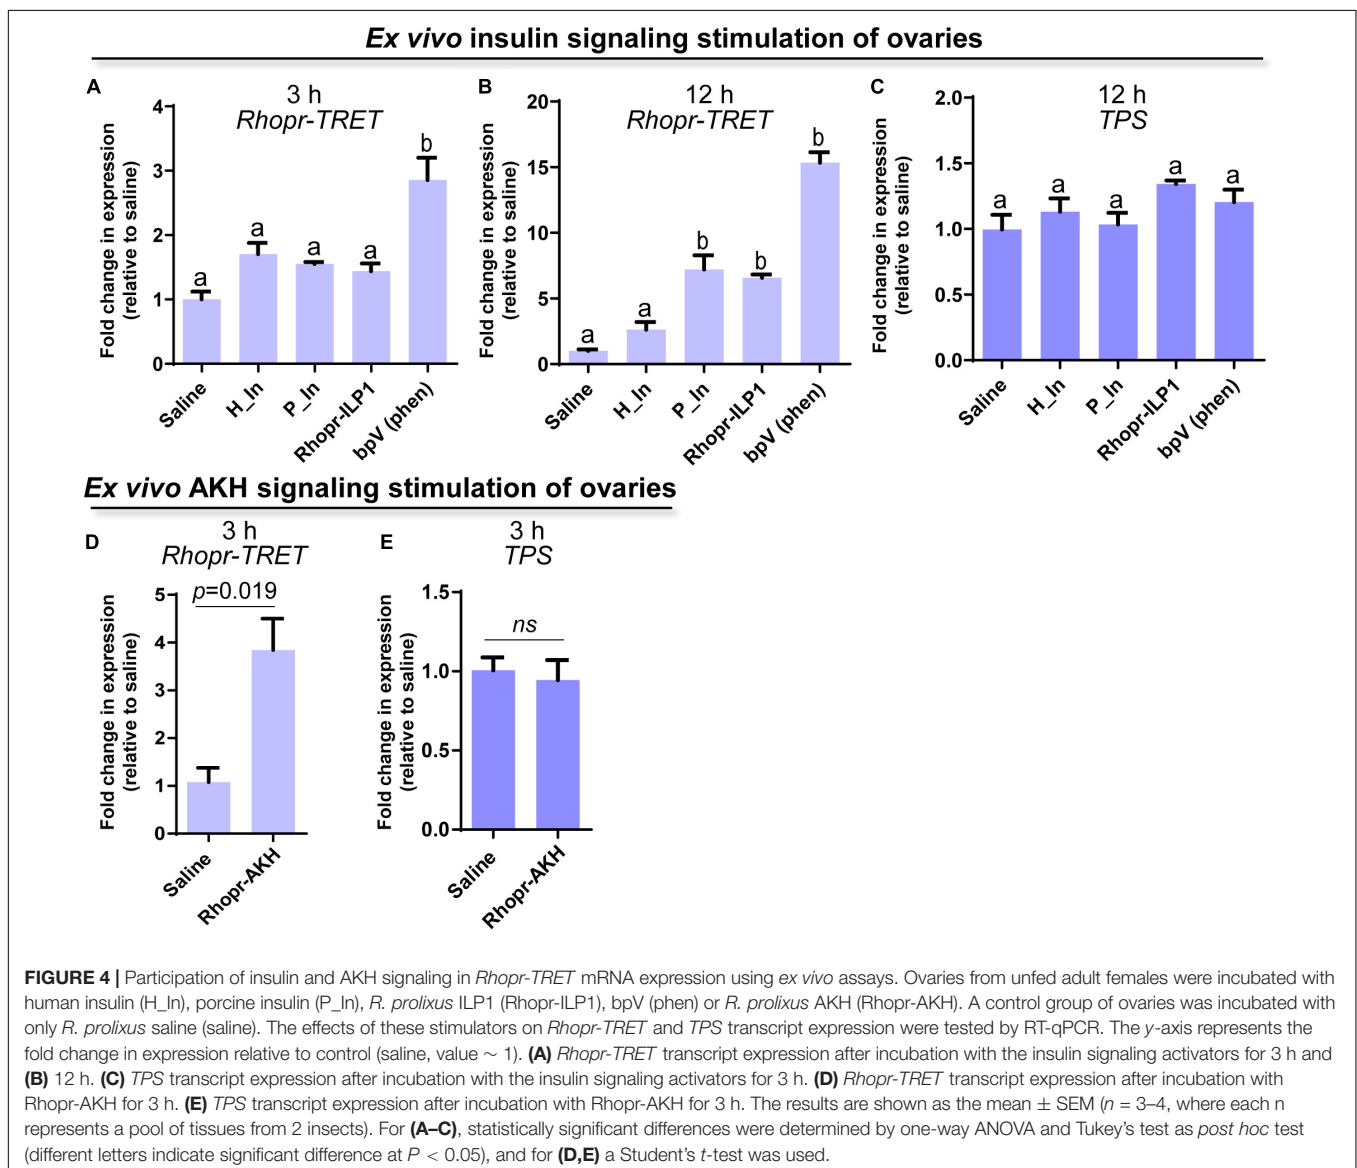 Ex vivo insulin signaling stimulation of ovaries
A
3 h
Rhopr-TRET
Fold change in expression
(relative to saline)
4
3
2
1
0
a
a
a
a
b
Saline
H_In
P_In
Rhopr-ILP1
bpV (phen)
B
12 h
Rhopr-TRET
Fold change in expression
(relative to saline)
20
15
10
5
0
a
a
b
b
b
Saline
H_In
P_In
Rhopr-ILP1
bpV (phen)
C
12 h
TPS
Fold change in expression
(relative to saline)
2.0
1.5
1.0
0.5
0.0
a
a
a
a
a
Saline
H_In
P_In
Rhopr-ILP1
bpV (phen)
Ex vivo AKH signaling stimulation of ovaries
D
3 h
Rhopr-TRET
Fold change in expression
(relative to saline)
5
4
3
2
1
0
p=0.019
Saline
Rhopr-AKH
E
3 h
TPS
Fold change in expression
(relative to saline)
1.5
1.0
0.5
0.0
ns
Saline
Rhopr-AKH
FIGURE 4 | Participation of insulin and AKH signaling in Rhopr-TRET mRNA expression using ex vivo assays. Ovaries from unfed adult females were incubated with
human insulin (H_In), porcine insulin (P_In), R. prolixus ILP1 (Rhopr-ILP1), bpV (phen) or R. prolixus AKH (Rhopr-AKH). A control group of ovaries was incubated with
only R. prolixus saline (saline). The effects of these stimulators on Rhopr-TRET and TPS transcript expression were tested by RT-qPCR. The y-axis represents the
fold change in expression relative to control (saline, value ~ 1). (A) Rhopr-TRET transcript expression after incubation with the insulin signaling activators for 3 h and
(B) 12 h. (C) TPS transcript expression after incubation with the insulin signaling activators for 3 h. (D) Rhopr-TRET transcript expression after incubation with
Rhopr-AKH for 3 h. (E) TPS transcript expression after incubation with Rhopr-AKH for 3 h. The results are shown as the mean ± SEM (n = 3–4, where each n
represents a pool of tissues from 2 insects). For (A–C), statistically significant differences were determined by one-way ANOVA and Tukey's test as post hoc test
(different letters indicate significant difference at P < 0.05), and for (D,E) a Student's t-test was used.